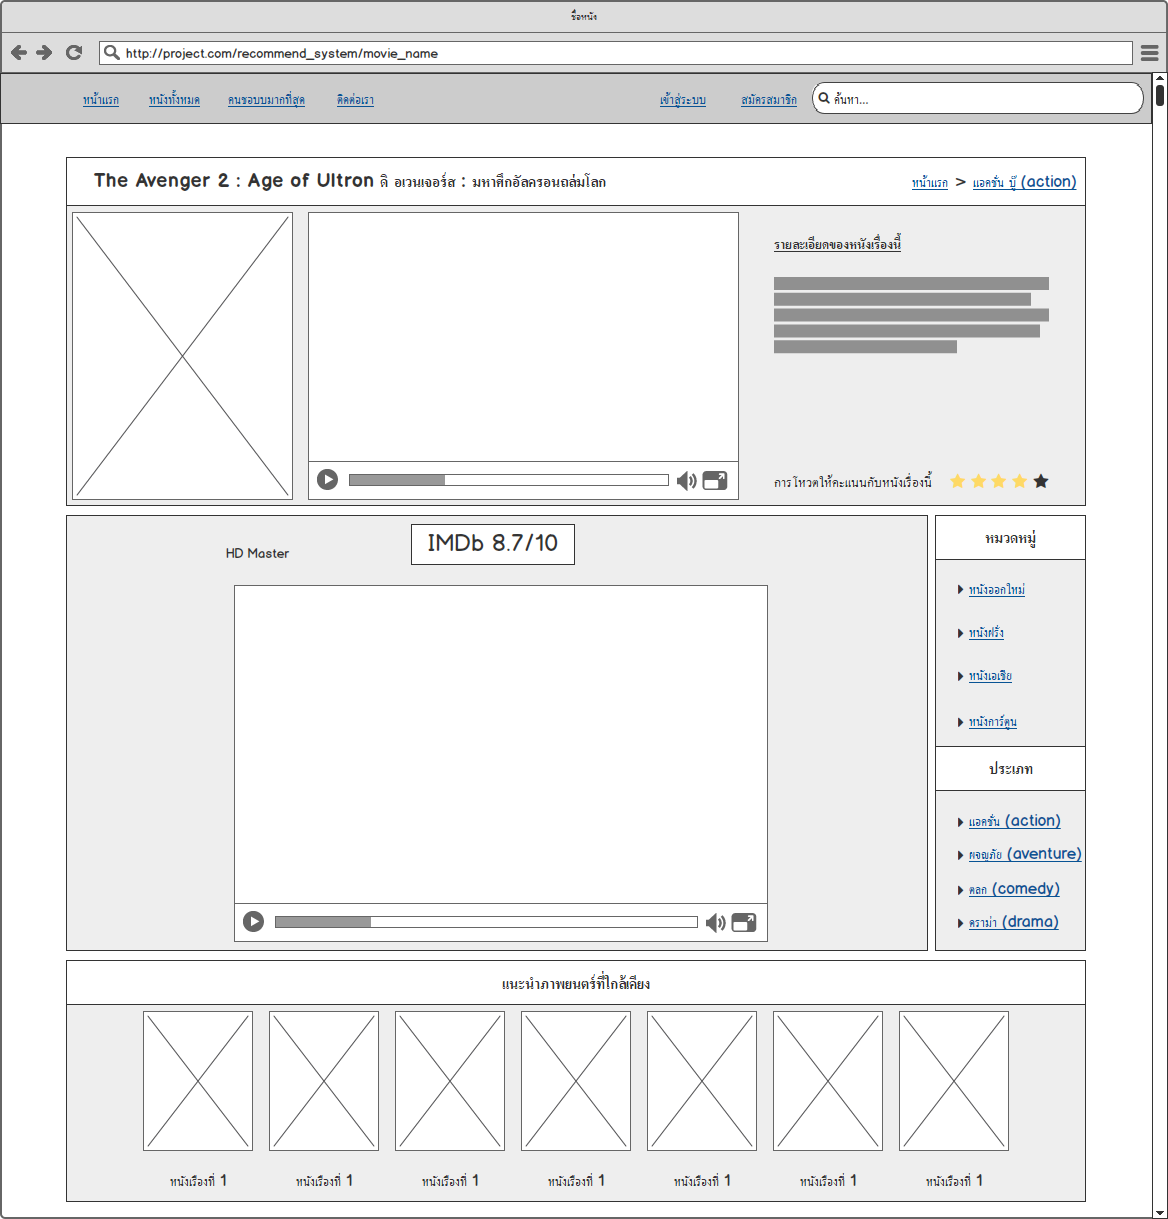 ชื่อหนัง
http://project.com/recommend_system/movie_name
หน้าแรก หนังทั้งหมด คนชอบมากที่สุด ติดต่อเรา เข้าสู่ระบบ สมัครสมาชิก ค้นหา...
The Avenger 2 : Age of Ultron ดิ อเวนเจอร์ส : มหาศึกอัลครอนถล่มโลก หน้าแรก > แอคชั่น บู๊ (action)
รายละเอียดของหนังเรื่องนี้
การโหวตให้คะแนนกับหนังเรื่องนี้
HD Master
IMDb 8.7/10
หมวดหมู่
หนังออกใหม่
หนังฝรั่ง
หนังเอเชีย
หนังการ์ตูน
ประเภท
แอคชั่น (action)
ผจญภัย (aventure)
ตลก (comedy)
ดราม่า (drama)
แนะนำภาพยนตร์ที่ใกล้เคียง
หนังเรื่องที่ 1 หนังเรื่องที่ 1 หนังเรื่องที่ 1 หนังเรื่องที่ 1 หนังเรื่องที่ 1 หนังเรื่องที่ 1 หนังเรื่องที่ 1